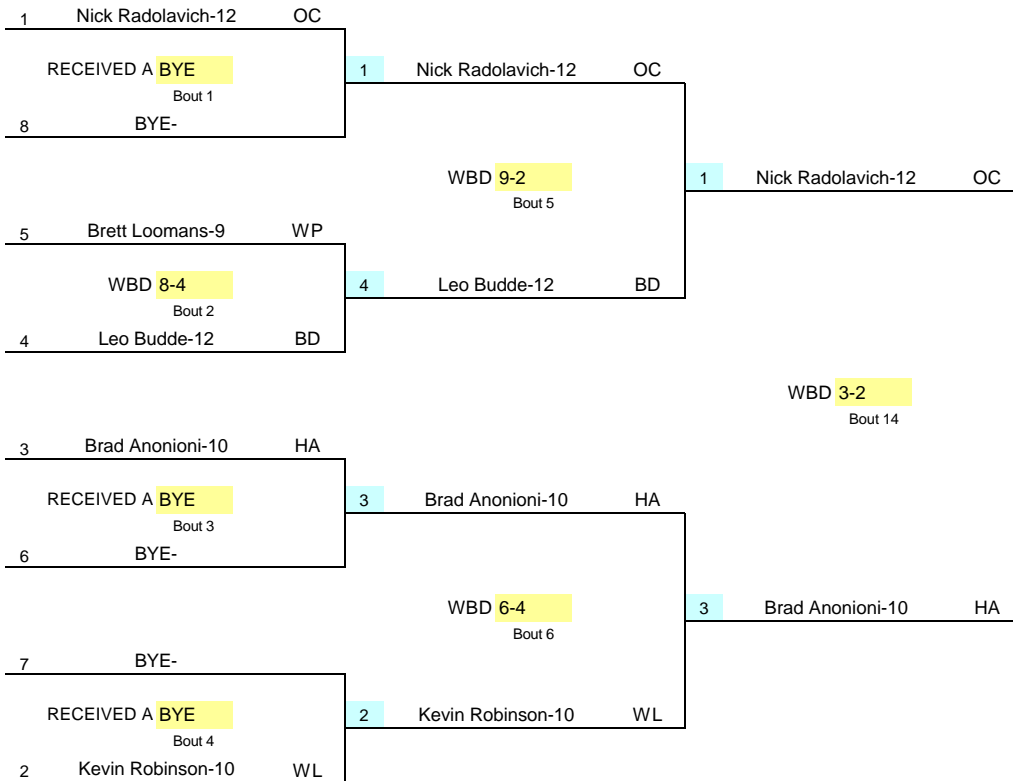 1 Nick Radolavich-12 OC
RECEIVED A BYE
1 Nick Radolavich-12 OC
Bout 1
8 BYE-
WBD 9-2
1 Nick Radolavich-12 OC
Bout 5
5 Brett Loomans-9 WP
WBD 8-4
4 Leo Budde-12 BD
Bout 2
4 Leo Budde-12 BD
WBD 3-2
Bout 14
3 Brad Anonioni-10 HA
RECEIVED A BYE
3 Brad Anonioni-10 HA
Bout 3
6 BYE-
WBD 6-4
3 Brad Anonioni-10 HA
Bout 6
7 BYE-
RECEIVED A BYE
2 Kevin Robinson-10 WL
Bout 4
2 Kevin Robinson-10 WL